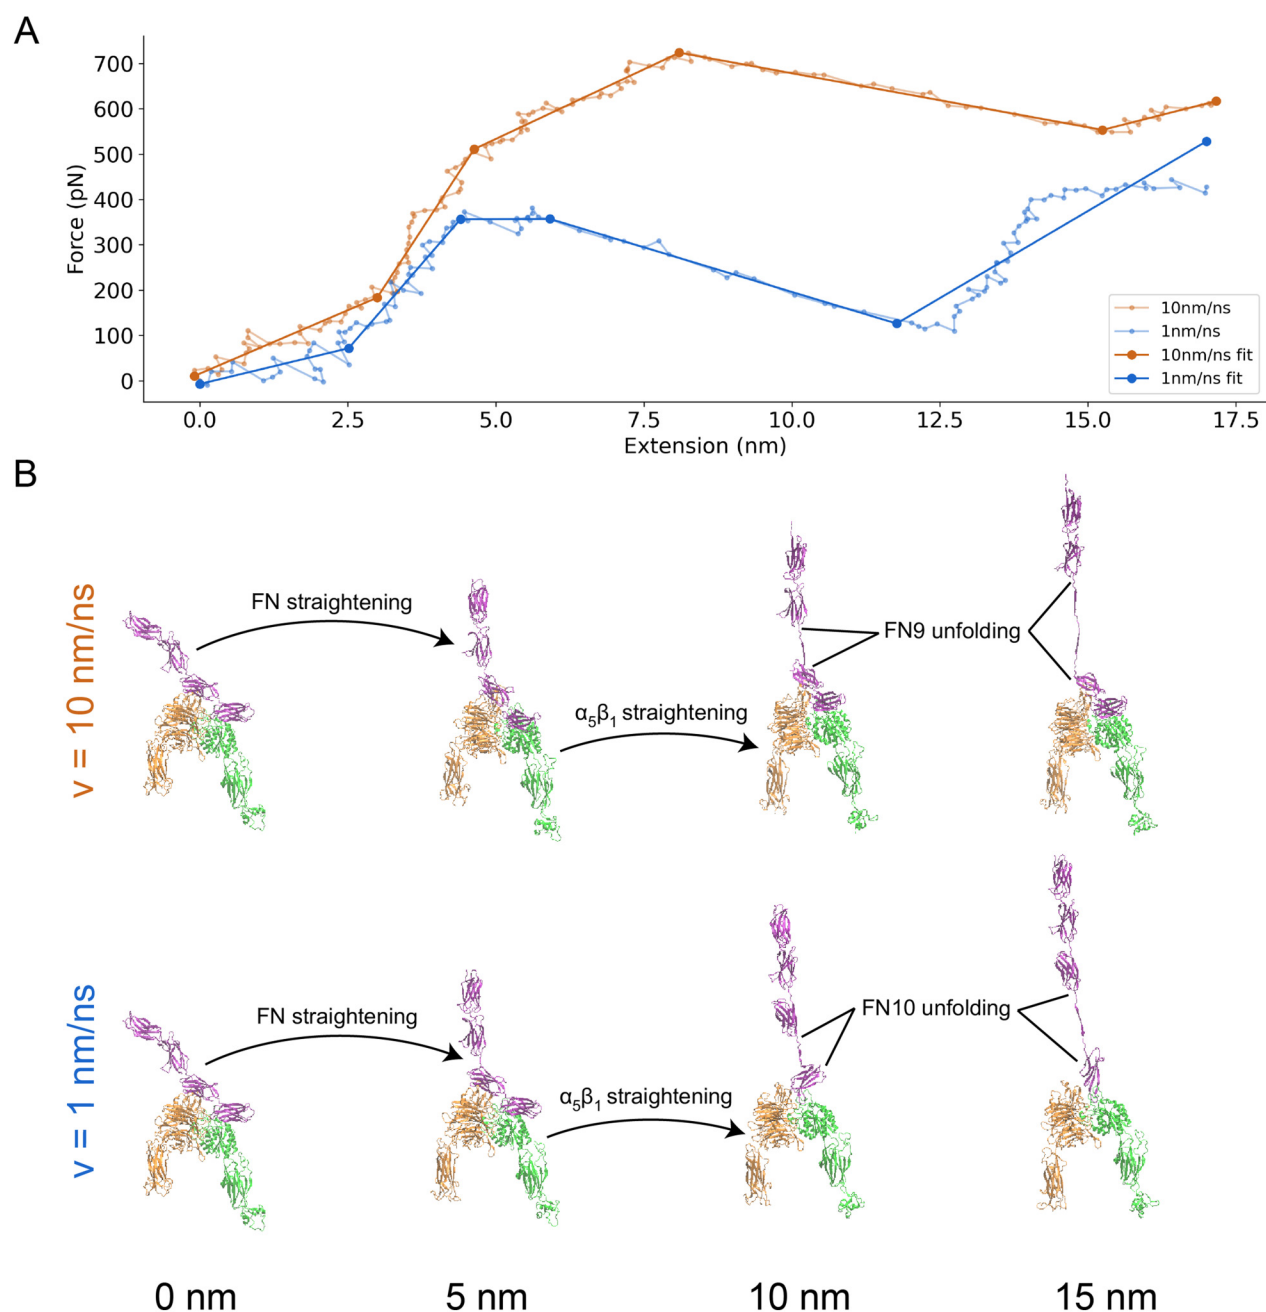 A
Force (pN)
700
600
500
400
300
200
100
0
0.0 2.5 5.0 7.5 10.0 12.5 15.0 17.5
Extension (nm)
10nm/ns
1nm/ns
10nm/ns fit
1nm/ns fit
B
v = 10 nm/ns
FN straightening
α₅β₁ straightening
FN9 unfolding
v = 1 nm/ns
FN straightening
α₅β₁ straightening
FN10 unfolding
0 nm 5 nm 10 nm 15 nm